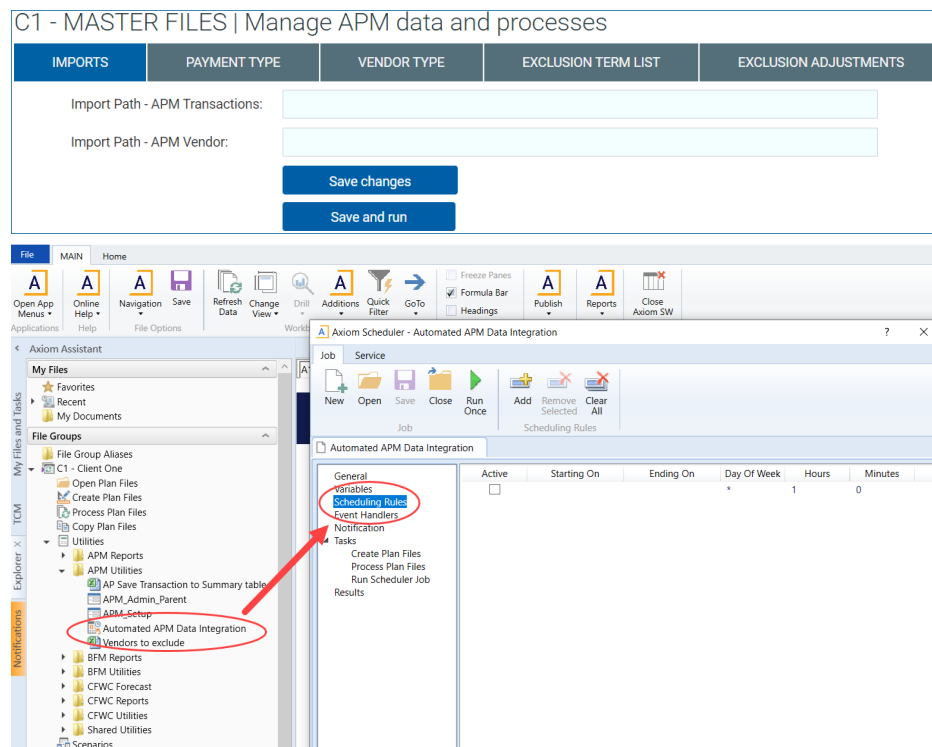 C1 - MASTER FILES | Manage APM data and processes
IMPORTS PAYMENT TYPE VENDOR TYPE EXCLUSION TERM LIST EXCLUSION ADJUSTMENTS
Import Path - APM Transactions:
Import Path - APM Vendor:
Save changes
Save and run
File MAIN Home
Open App Menus
Online Help
Navigation
Save
Refresh Data
Change View
Drill
Additions
Quick Filter
GoTo
Freeze Panes
Formula Bar
Headings
Publish
Reports
Close Axiom SW
Applications Help File Options
Axiom Assistant
My Files
Favorites
Recent
My Documents
File Groups
File Group Aliases
C1 - Client One
Open Plan Files
Create Plan Files
Process Plan Files
Copy Plan Files
Utilities
APM Reports
APM Utilities
AP Save Transaction to Summary table
APM_Admin_Parent
APM_Setup
Automated APM Data Integration
Vendors to exclude
BFM Reports
BFM Utilities
CFWC Forecast
CFWC Reports
CFWC Utilities
Shared Utilities
Scenarios
My Files and Tasks
TCM
Explorer X
Notifications
A Axiom Scheduler - Automated APM Data Integration ? X
Job Service
New Open Save Close Run Once
Add Remove Selected Clear All
Job Scheduling Rules
Automated APM Data Integration
General
Variables
Scheduling Rules
Event Handlers
Notification
Tasks
Create Plan Files
Process Plan Files
Run Scheduler Job
Results
Active Starting On Ending On Day Of Week Hours Minutes
* 1 0